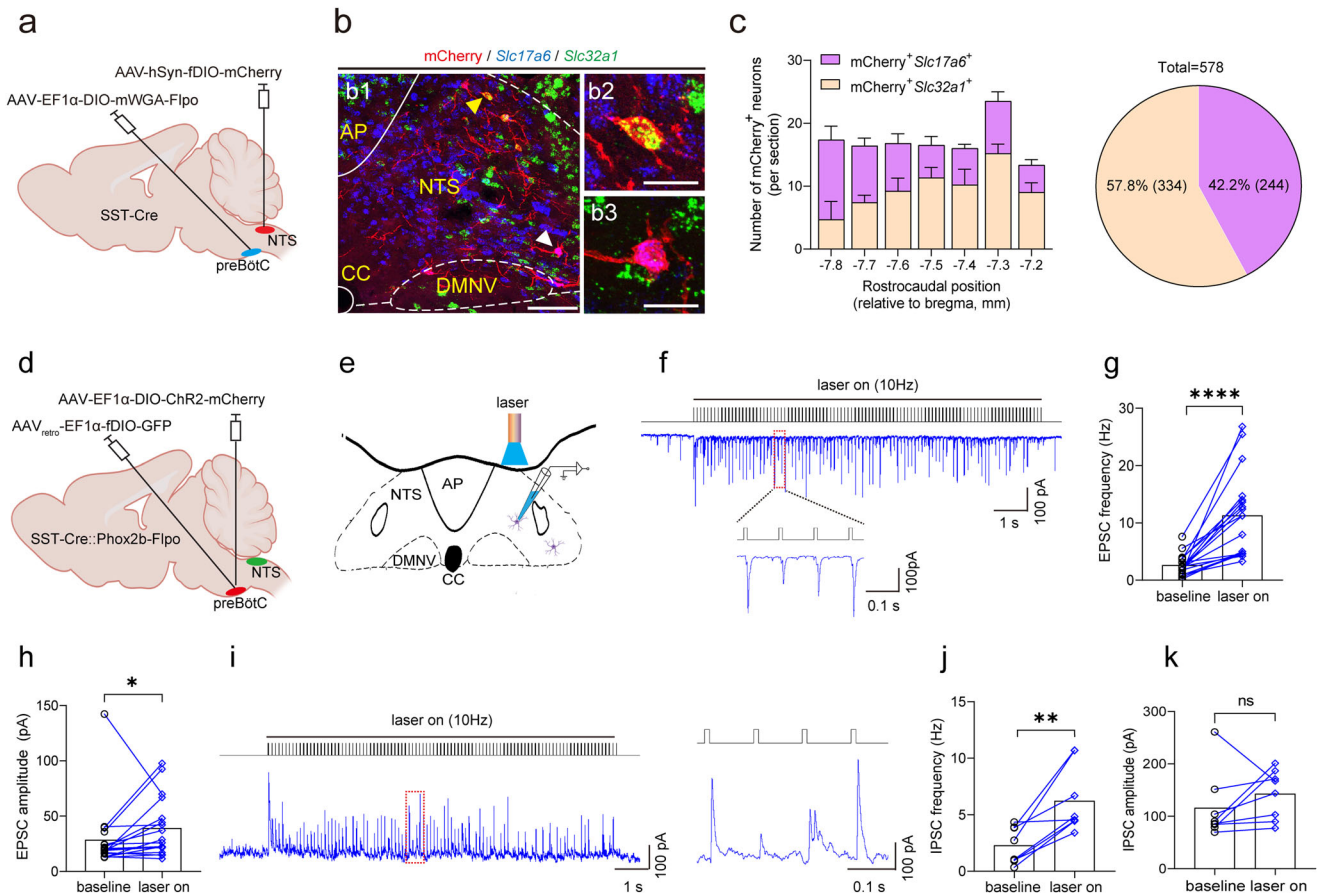 a
AAV-hSyn-fDIO-mCherry
AAV-EF1α-DIO-mWGA-Flpo
SST-Cre
NTS
preBötC
b
mCherry / Slc17a6 / Slc32a1
b1
AP
NTS
CC
DMNV
b2
b3
c
mCherry+ Slc17a6+
mCherry+ Slc32a1+
Number of mCherry+ neurons
(per section)
30
20
10
0
-7.8
-7.7
-7.6
-7.5
-7.4
-7.3
-7.2
Rostrocaudal position
(relative to bregma, mm)
Total=578
57.8% (334)
42.2% (244)
d
AAV-EF1α-DIO-ChR2-mCherry
AAVretro-EF1α-fDIO-GFP
SST-Cre::Phox2b-Flpo
NTS
preBötC
e
laser
NTS
AP
DMNV
CC
f
laser on (10Hz)
100 pA
1 s
100pA
0.1 s
g
****
EPSC frequency (Hz)
30
20
10
0
baseline
laser on
h
*
EPSC amplitude (pA)
150
100
50
0
baseline
laser on
i
laser on (10Hz)
100 pA
1 s
100 pA
0.1 s
j
**
IPSC frequency (Hz)
15
10
5
0
baseline
laser on
k
ns
IPSC amplitude (pA)
300
200
100
0
baseline
laser on